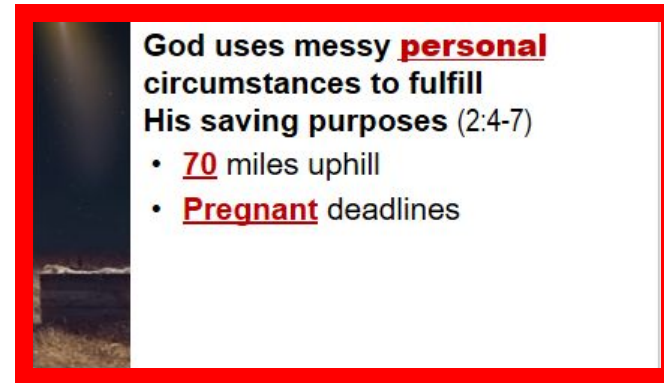 God uses messy personal
circumstances to fulfill
His saving purposes (2:4-7)
• 70 miles uphill
• Pregnant deadlines